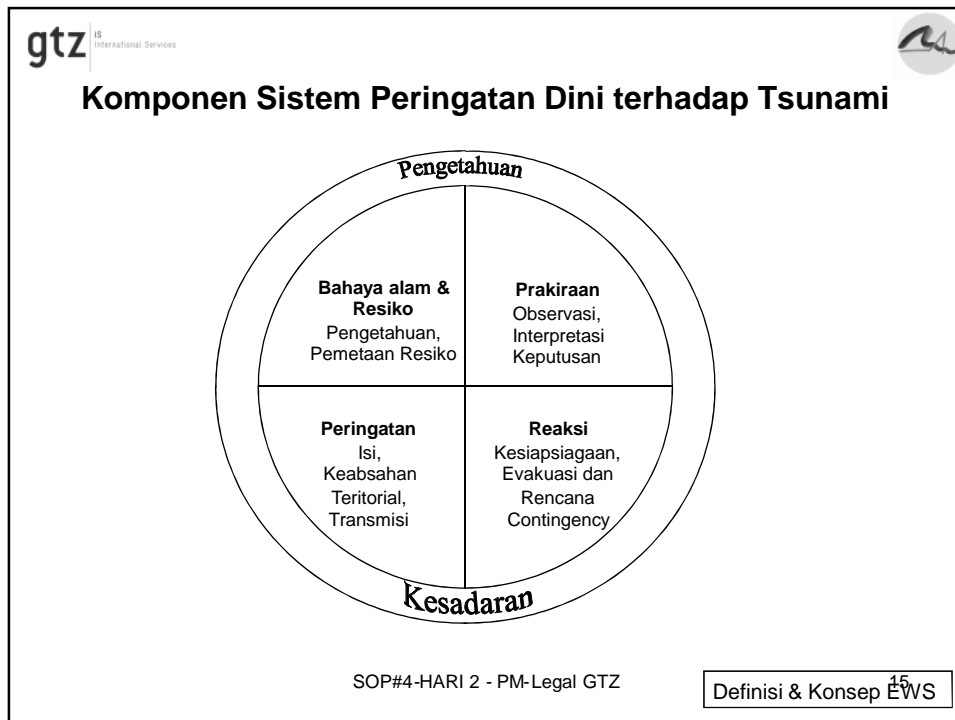 gtz
IS
International Services
Komponen Sistem Peringatan Dini terhadap Tsunami
Pengetahuan
Bahaya alam &
Resiko
Pengetahuan,
Pemetaan Resiko
Prakiraan
Observasi,
Interpretasi
Keputusan
Peringatan
Isi,
Keabsahan
Teritorial,
Transmisi
Reaksi
Kesiapsiagaan,
Evakuasi dan
Rencana
Contingency
Kesadaran
SOP#4-HARI 2 - PM-Legal GTZ
15
Definisi & Konsep EWS